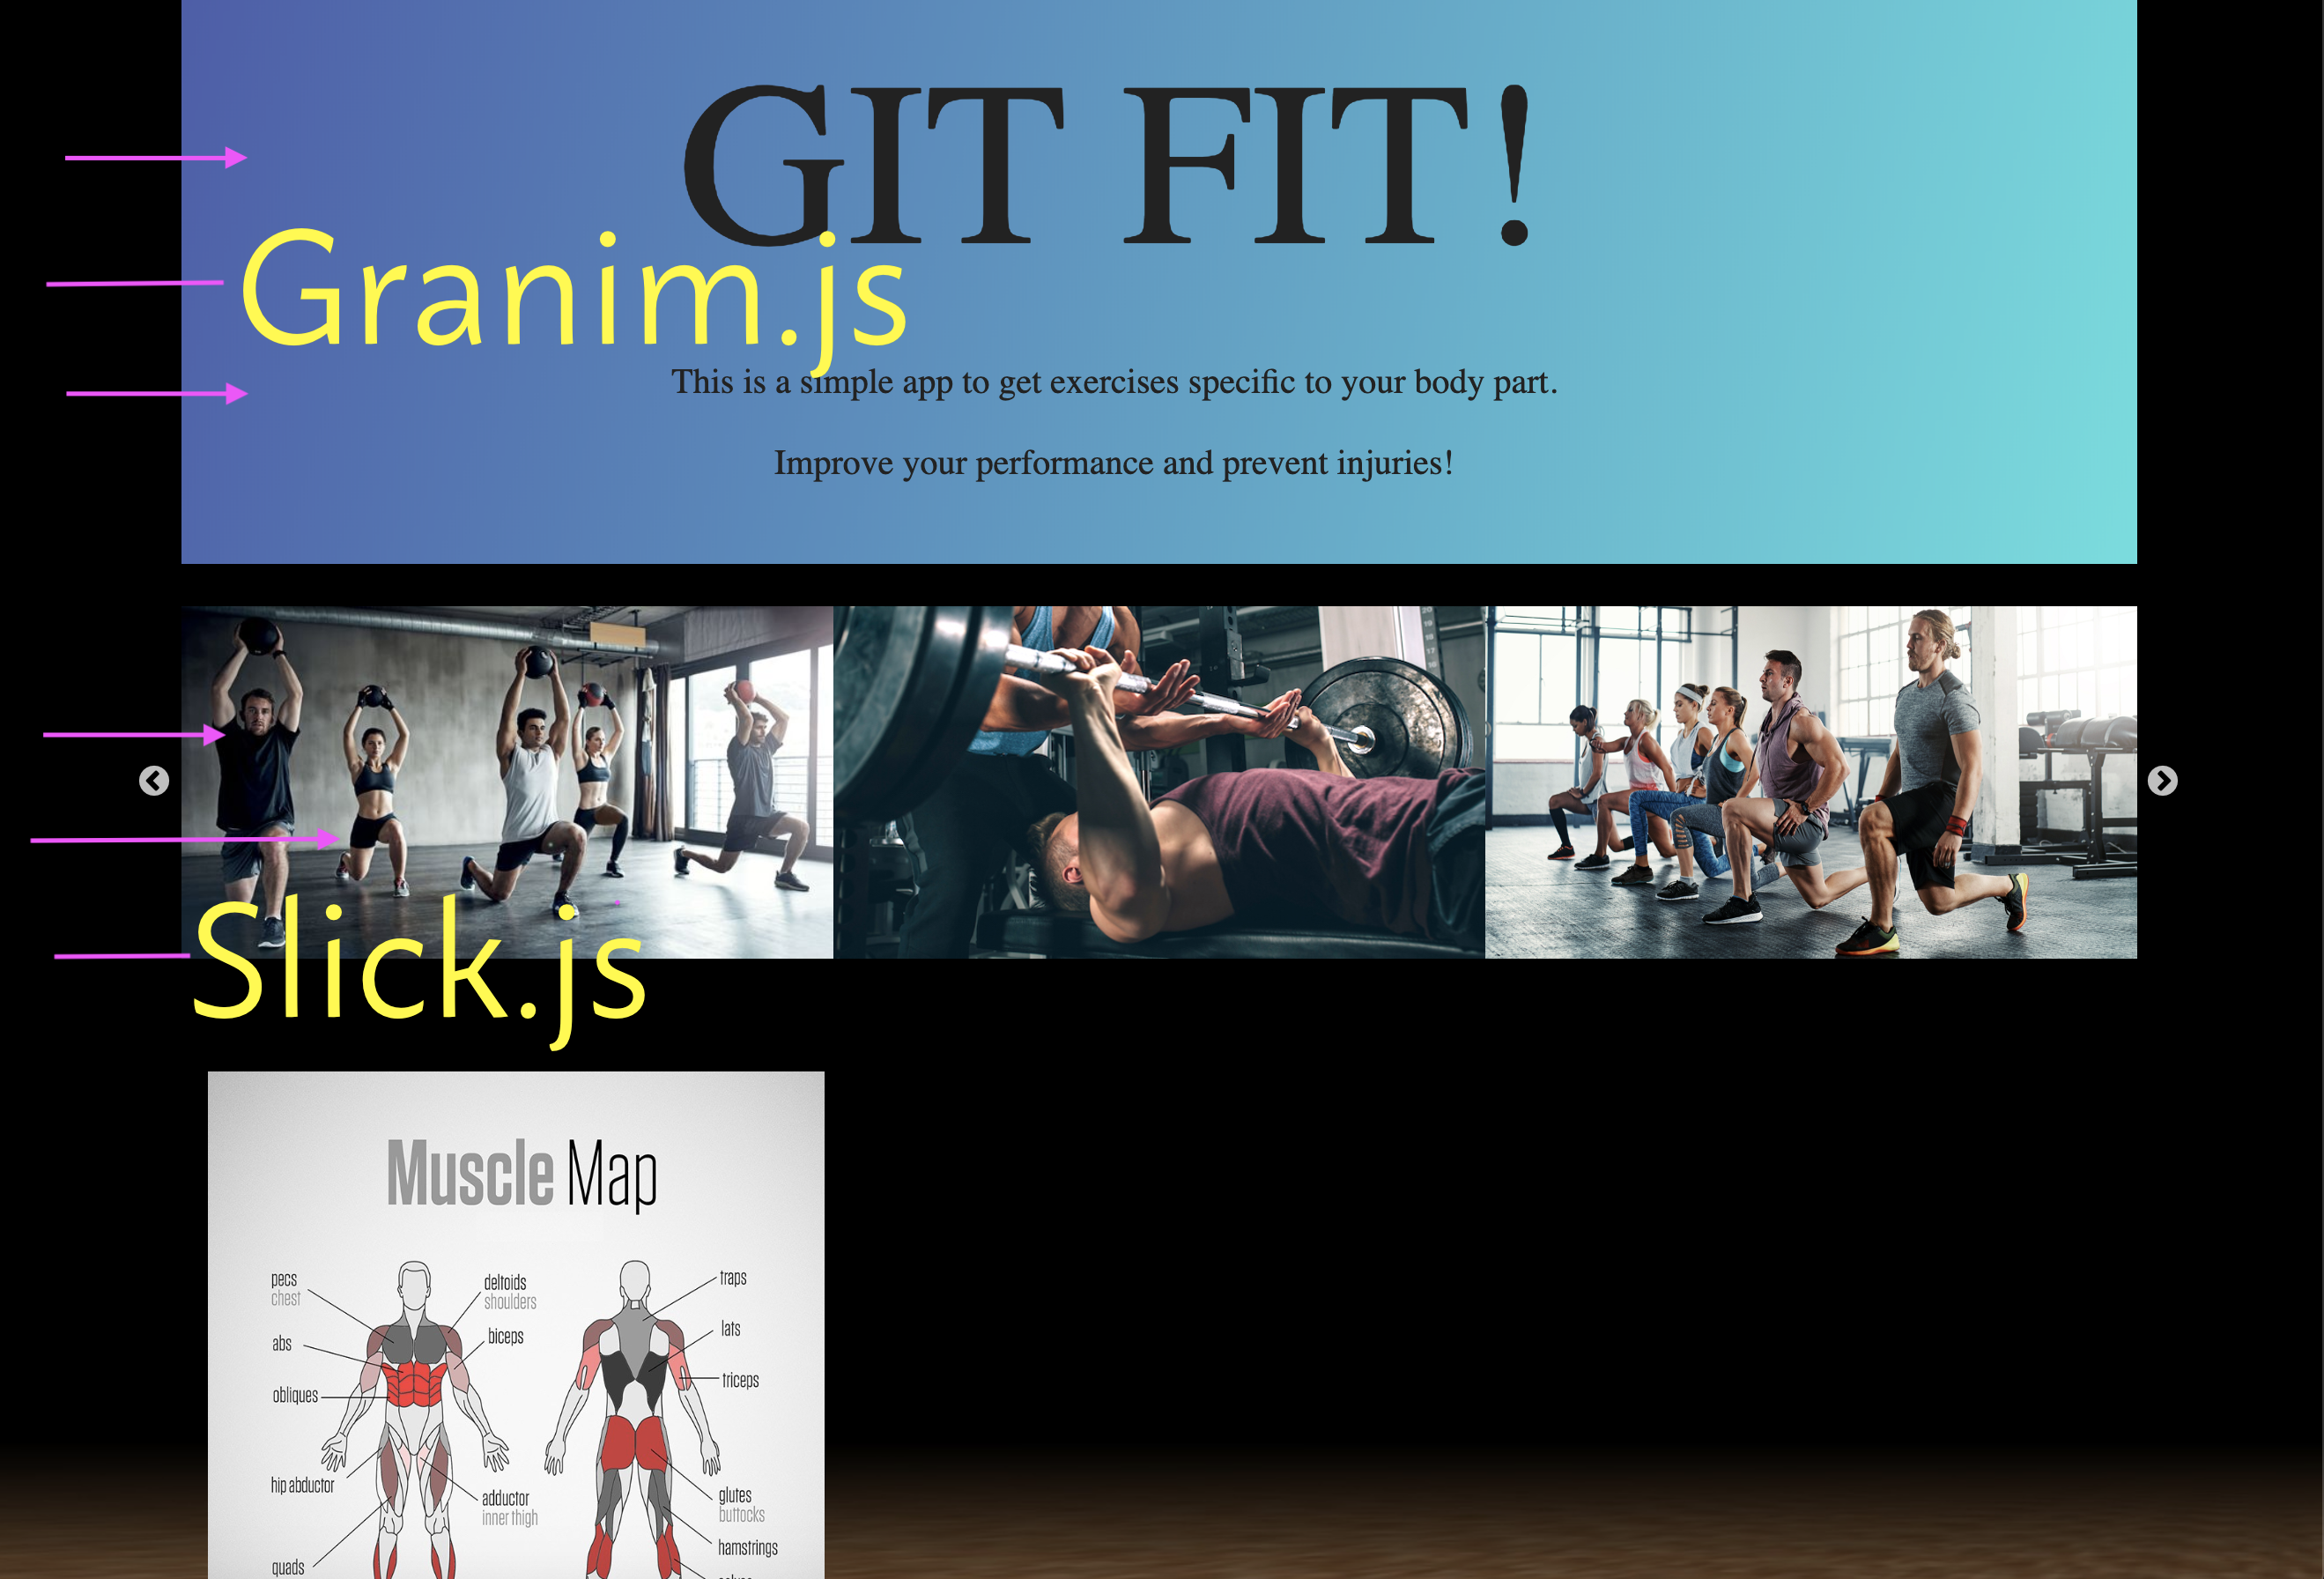 GIT FIT!
Granim.js
This is a simple app to get exercises specific to your body part.
Improve your performance and prevent injuries!
Slick.js
Muscle Map
pecs
chest
deltoids
shoulders
traps
abs
biceps
lats
obliques
triceps
hip abductor
adductor
inner thigh
glutes
buttocks
hamstrings
quads